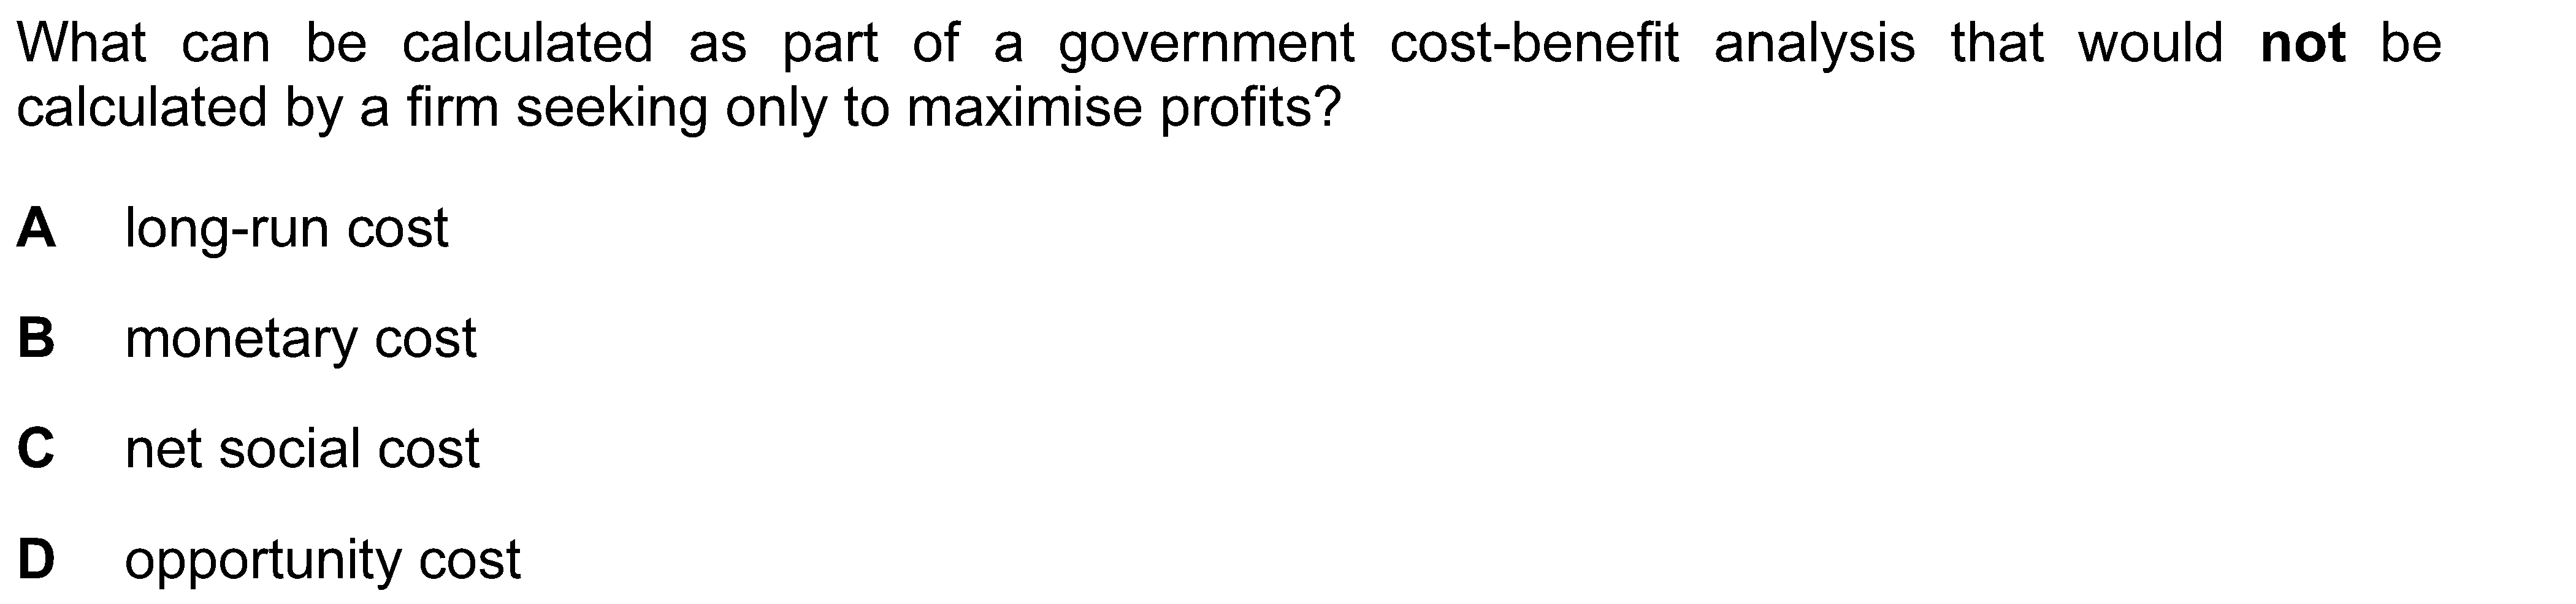 What can be calculated as part of a government cost-benefit analysis that would not be
calculated by a firm seeking only to maximise profits?
A long-run cost
B monetary cost
C net social cost
D opportunity cost